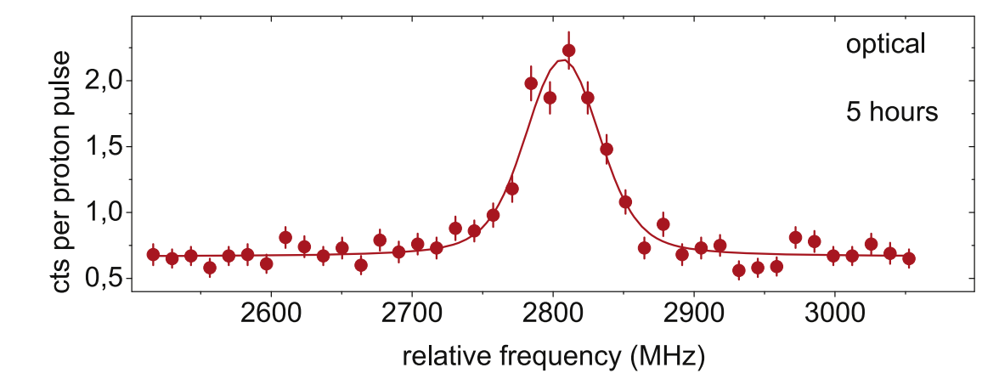 optical
5 hours
cts per proton pulse
2,0
1,5
1,0
0,5
2600 2700 2800 2900 3000
relative frequency (MHz)